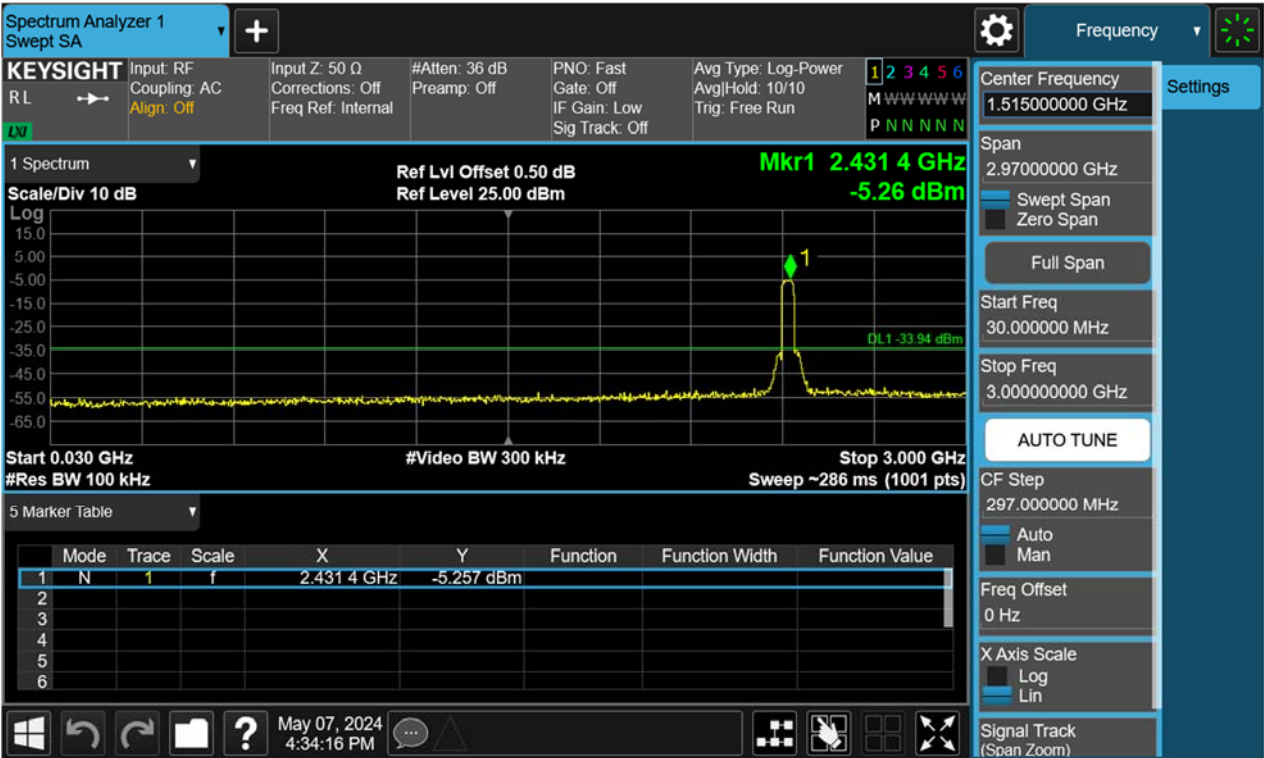 Spectrum Analyzer 1
Swept SA
+
Frequency
KEYSIGHT
R L
LXI
Input: RF
Coupling: AC
Align: Off
Input Z: 50 Ω
Corrections: Off
Freq Ref: Internal
#Atten: 36 dB
Preamp: Off
PNO: Fast
Gate: Off
IF Gain: Low
Sig Track: Off
Avg Type: Log-Power
Avg|Hold: 10/10
Trig: Free Run
1 2 3 4 5 6
M W W W W W
P N N N N N
1 Spectrum
Scale/Div 10 dB
Log
Ref Lvl Offset 0.50 dB
Ref Level 25.00 dBm
Mkr1 2.431 4 GHz
-5.26 dBm
15.0
5.00
-5.00
-15.0
-25.0
-35.0
-45.0
-55.0
-65.0
1
DL1 -33.94 dBm
Start 0.030 GHz
#Res BW 100 kHz
#Video BW 300 kHz
Stop 3.000 GHz
Sweep ~286 ms (1001 pts)
5 Marker Table
Mode Trace Scale X Y Function Function Width Function Value
1 N 1 f 2.431 4 GHz -5.257 dBm
2
3
4
5
6
May 07, 2024
4:34:16 PM
Center Frequency
1.515000000 GHz
Span
2.97000000 GHz
Swept Span
Zero Span
Full Span
Start Freq
30.000000 MHz
Stop Freq
3.000000000 GHz
AUTO TUNE
CF Step
297.000000 MHz
Auto
Man
Freq Offset
0 Hz
X Axis Scale
Log
Lin
Signal Track
(Span Zoom)
Settings